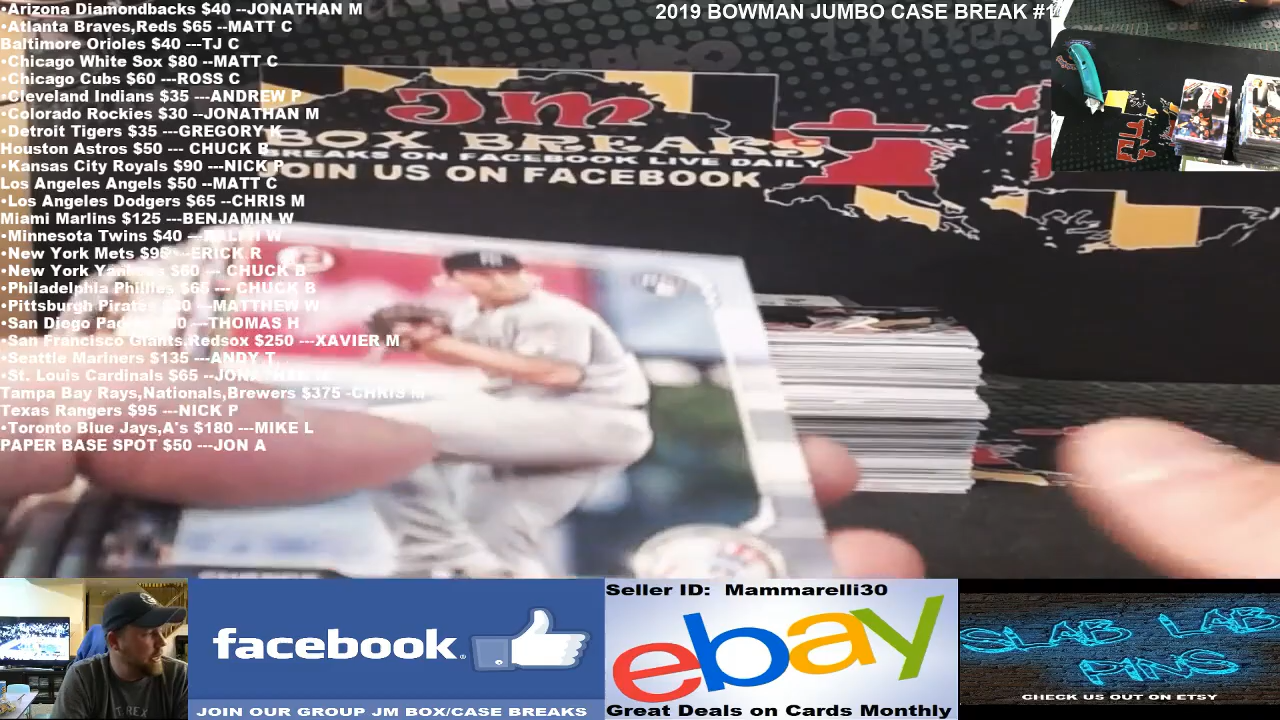 •Arizona Diamondbacks $40 --JONATHAN M
•Atlanta Braves,Reds $65 --MATT C
Baltimore Orioles $40 ---TJ C
•Chicago White Sox $80 --MATT C
•Chicago Cubs $60 ---ROSS C
•Cleveland Indians $35 ---ANDREW P
•Colorado Rockies $30 --JONATHAN M
•Detroit Tigers $35 ---GREGORY K
Houston Astros $50 --- CHUCK B
•Kansas City Royals $90 ---NICK P
Los Angeles Angels $50 --MATT C
•Los Angeles Dodgers $65 --CHRIS M
Miami Marlins $125 ---BENJAMIN W
•Minnesota Twins $40 ---RALPH W
•New York Mets $95 ---ERICK R
•New York Yankees $60 --- CHUCK B
•Philadelphia Phillies $65 --- CHUCK B
•Pittsburgh Pirates ---MATTHEW W
•San Diego ---THOMAS H
•San Francisco Giants,Redsox $250 ---XAVIER M
•Seattle Mariners $135 ---ANDY T
•St. Louis Cardinals $65
Tampa Bay Rays,Nationals,Brewers $375 -CHRIS M
Texas Rangers $95 ---NICK P
•Toronto Blue Jays,A's $180 ---MIKE L
PAPER BASE SPOT $50 ---JON A
2019 BOWMAN JUMBO CASE BREAK
JM
BOX BREAKS
BREAKS ON FACEBOOK LIVE DAILY
JOIN US ON FACEBOOK
facebook
JOIN OUR GROUP JM BOX/CASE BREAKS
Seller ID: Mammarelli30
ebay
Great Deals on Cards Monthly
SLAB LAB
PINS
CHECK US OUT ON ETSY